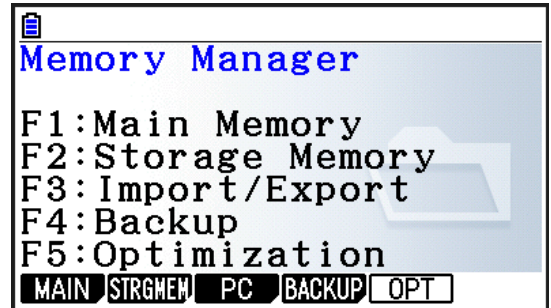 Memory Manager
F1:Main Memory
F2:Storage Memory
F3:Import/Export
F4:Backup
F5:Optimization
MAIN STRGMEM PC BACKUP OPT